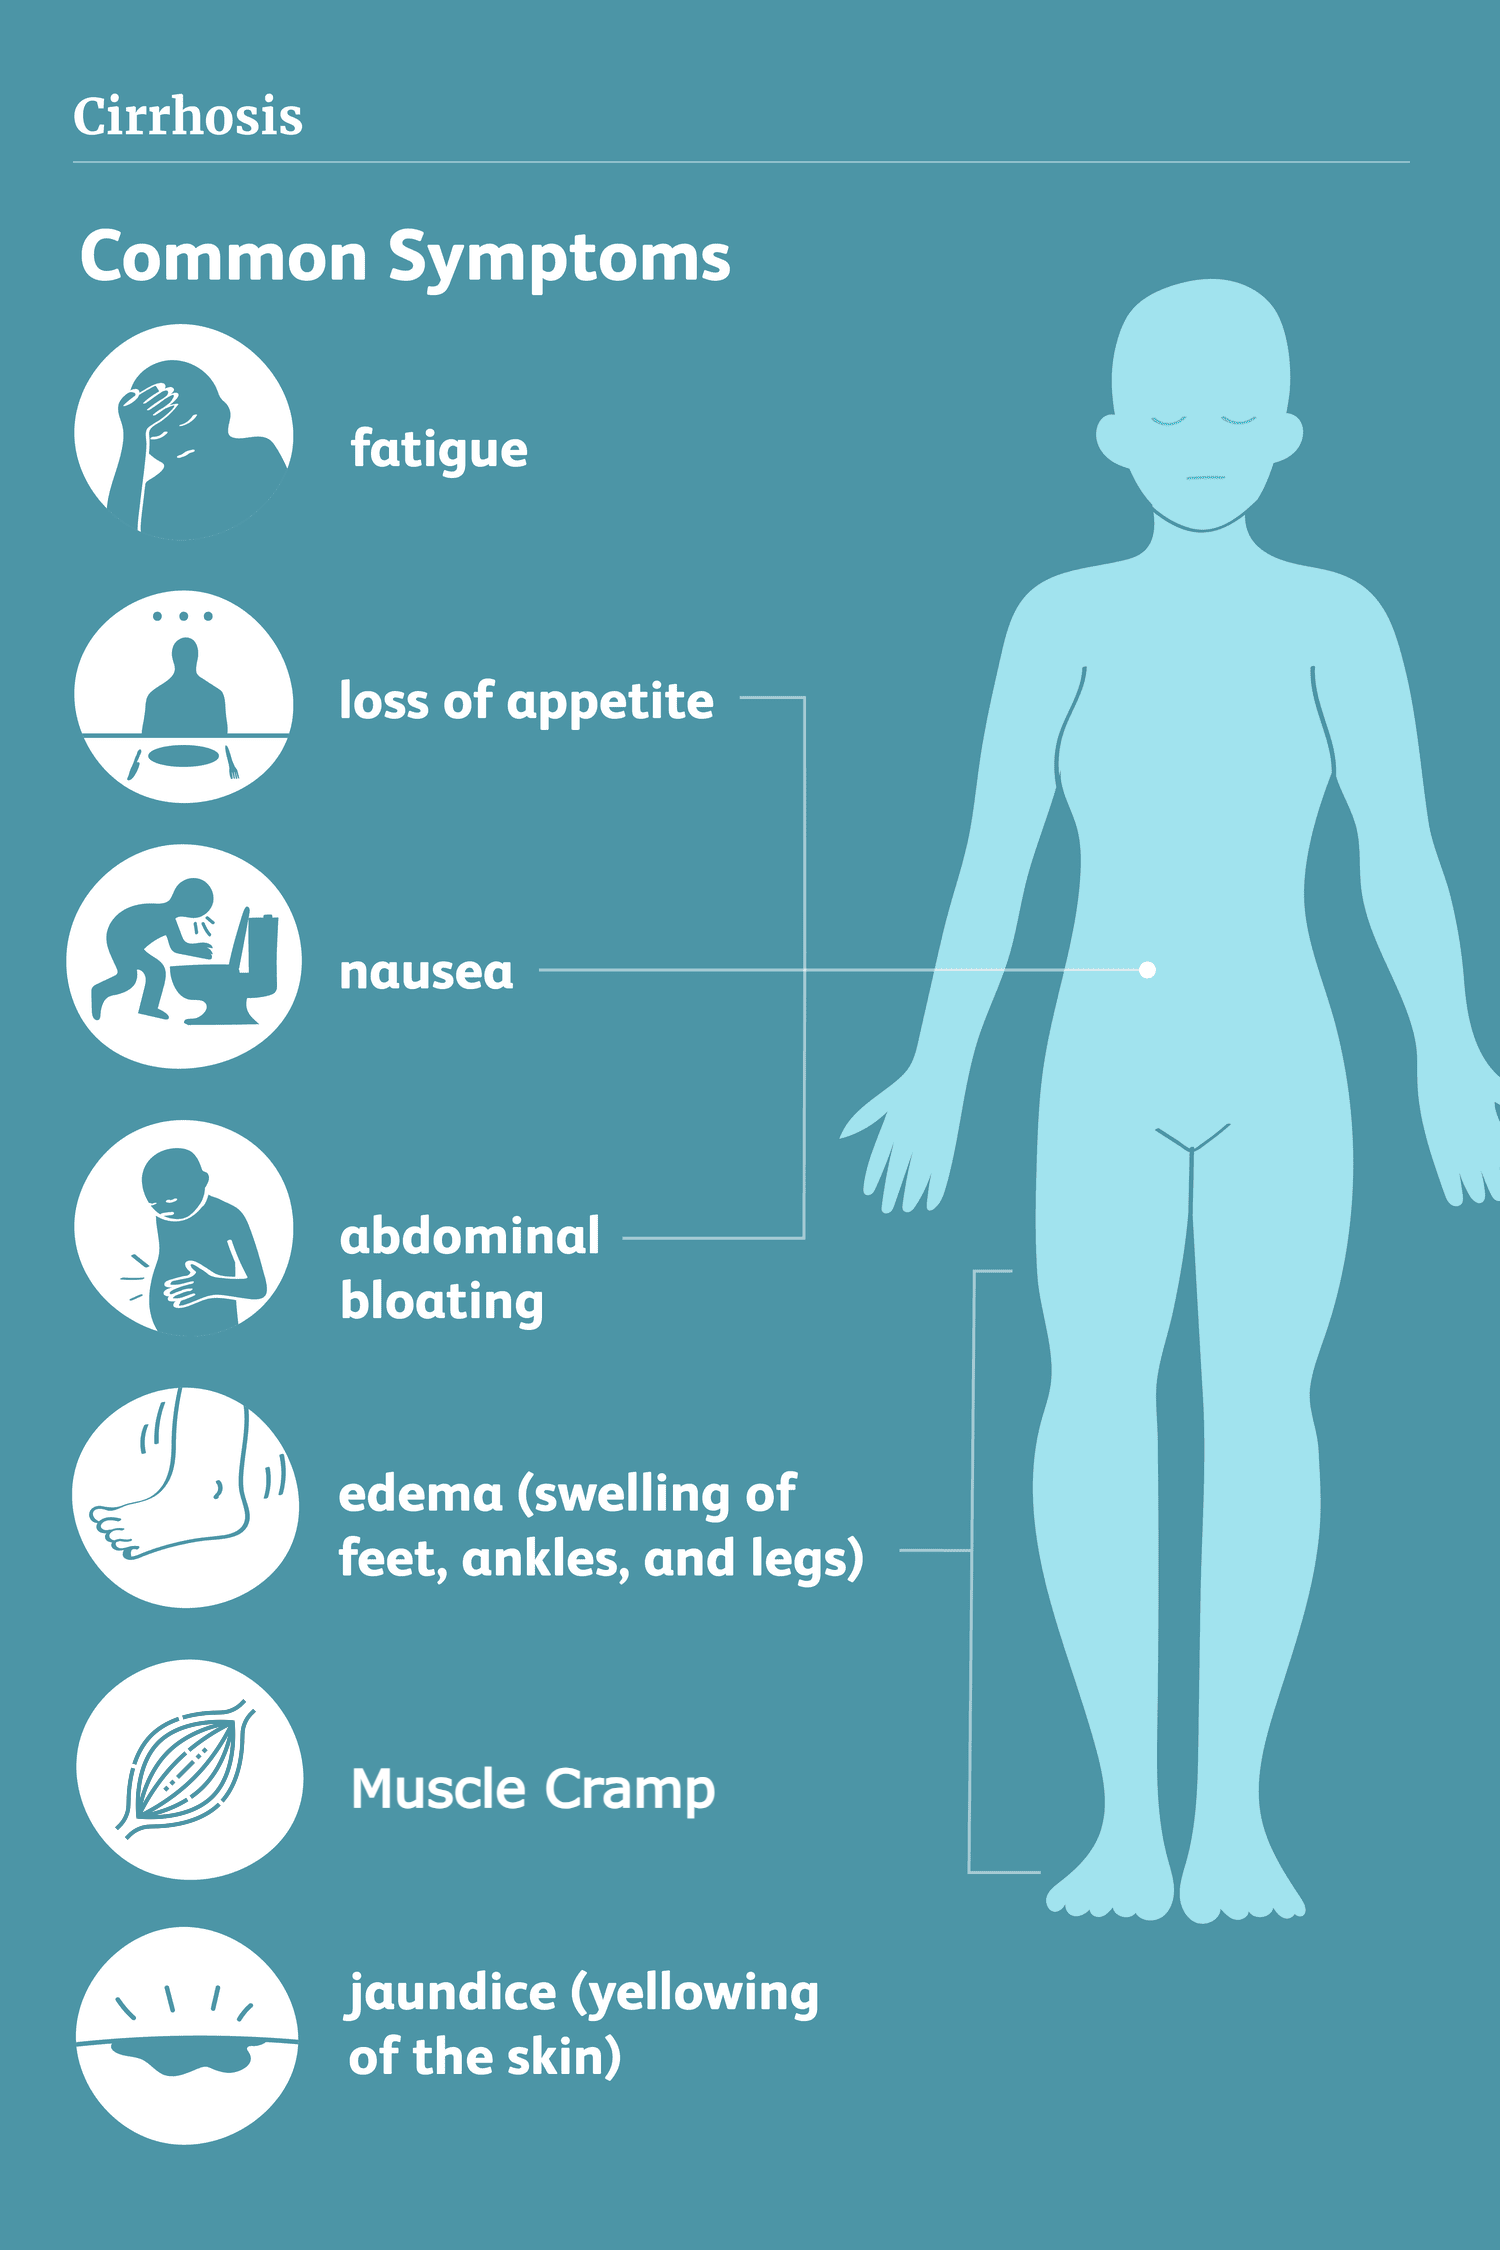 Cirrhosis
Common Symptoms
fatigue
loss of appetite
nausea
abdominal
bloating
edema (swelling of
feet, ankles, and legs)
Muscle Cramp
jaundice (yellowing
of the skin)